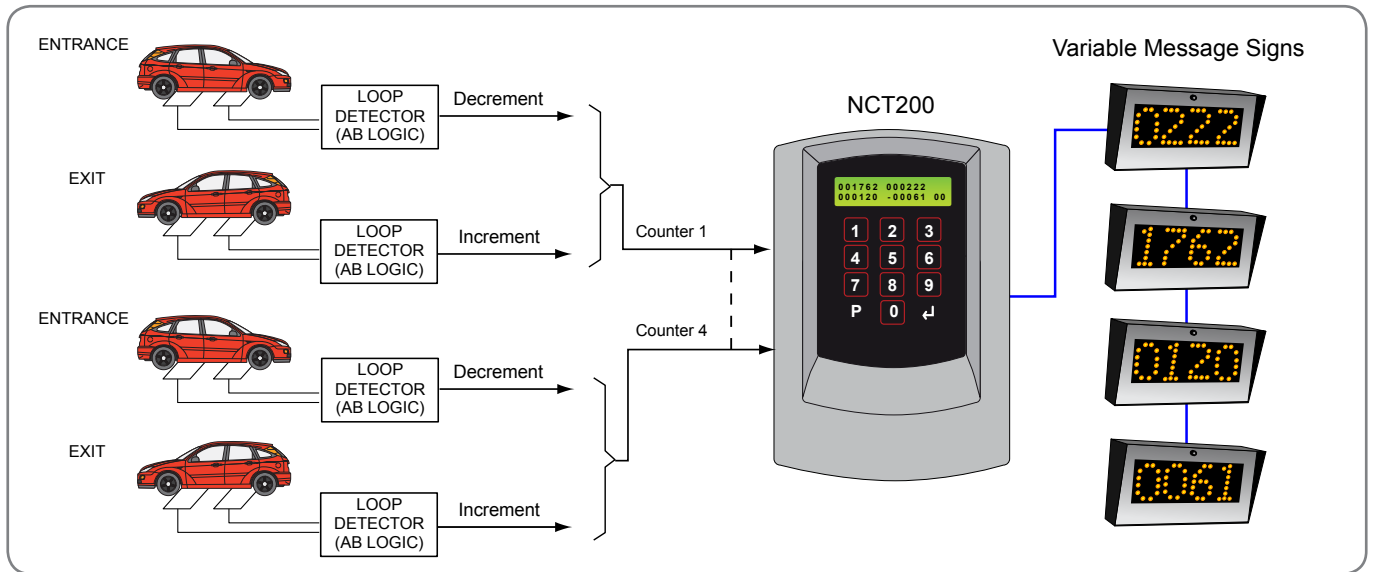 ENTRANCE
LOOP
DETECTOR
(AB LOGIC)
Decrement
EXIT
LOOP
DETECTOR
(AB LOGIC)
Increment
Counter 1
ENTRANCE
LOOP
DETECTOR
(AB LOGIC)
Decrement
Counter 4
EXIT
LOOP
DETECTOR
(AB LOGIC)
Increment
NCT200
001762 000222
000120 -00061 00
1 2 3
4 5 6
7 8 9
P 0 ↵
Variable Message Signs
0222
1762
0120
0061